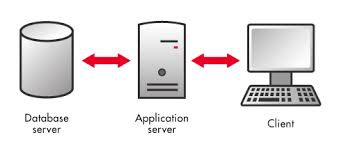 Database
server
Application
server
Client